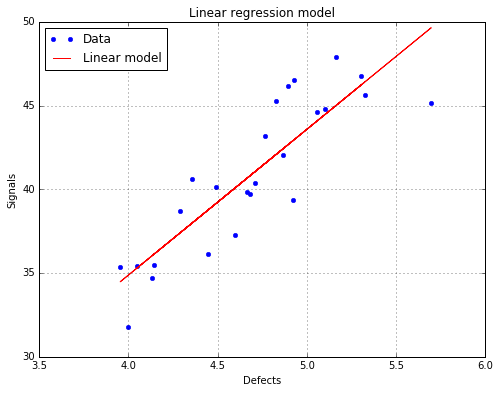 Linear regression model
Data
Linear model
50
45
40
35
30
Signals
3.5 4.0 4.5 5.0 5.5 6.0
Defects